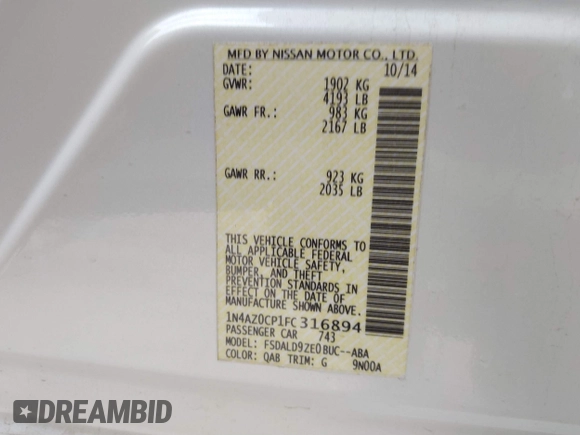 MFD BY NISSAN MOTOR CO., LTD.
DATE: 10/14
GVWR: 1902 KG
4193 LB
GAWR FR.: 983 KG
2167 LB
GAWR RR.: 923 KG
2035 LB
THIS VEHICLE CONFORMS TO
ALL APPLICABLE FEDERAL
MOTOR VEHICLE SAFETY,
BUMPER, AND THEFT
PREVENTION STANDARDS IN
EFFECT ON THE DATE OF
MANUFACTURE SHOWN ABOVE.
1N4AZ0CP1FC316894
PASSENGER CAR 743
MODEL: FSDALD9ZE0BUC--ABA
COLOR: QAB TRIM: G 9N00A
DREAMBID